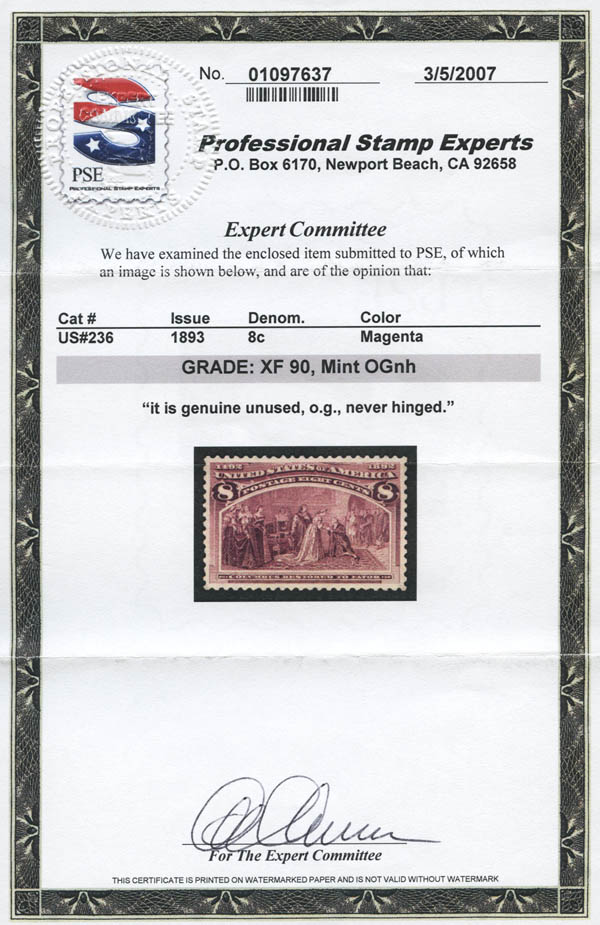 No. 01097637 3/5/2007
PSE
PROFESSIONAL STAMP EXPERTS
Professional Stamp Experts
P.O. Box 6170, Newport Beach, CA 92658
Expert Committee
We have examined the enclosed item submitted to PSE, of which
an image is shown below, and are of the opinion that:
Cat # Issue Denom. Color
US#236 1893 8c Magenta
GRADE: XF 90, Mint OGnh
“it is genuine unused, o.g., never hinged.”
1492 1892
UNITED STATES OF AMERICA
8 POSTAGE EIGHT CENTS 8
COLUMBUS RESTORED TO FAVOR
For The Expert Committee
THIS CERTIFICATE IS PRINTED ON WATERMARKED PAPER AND IS NOT VALID WITHOUT WATERMARK